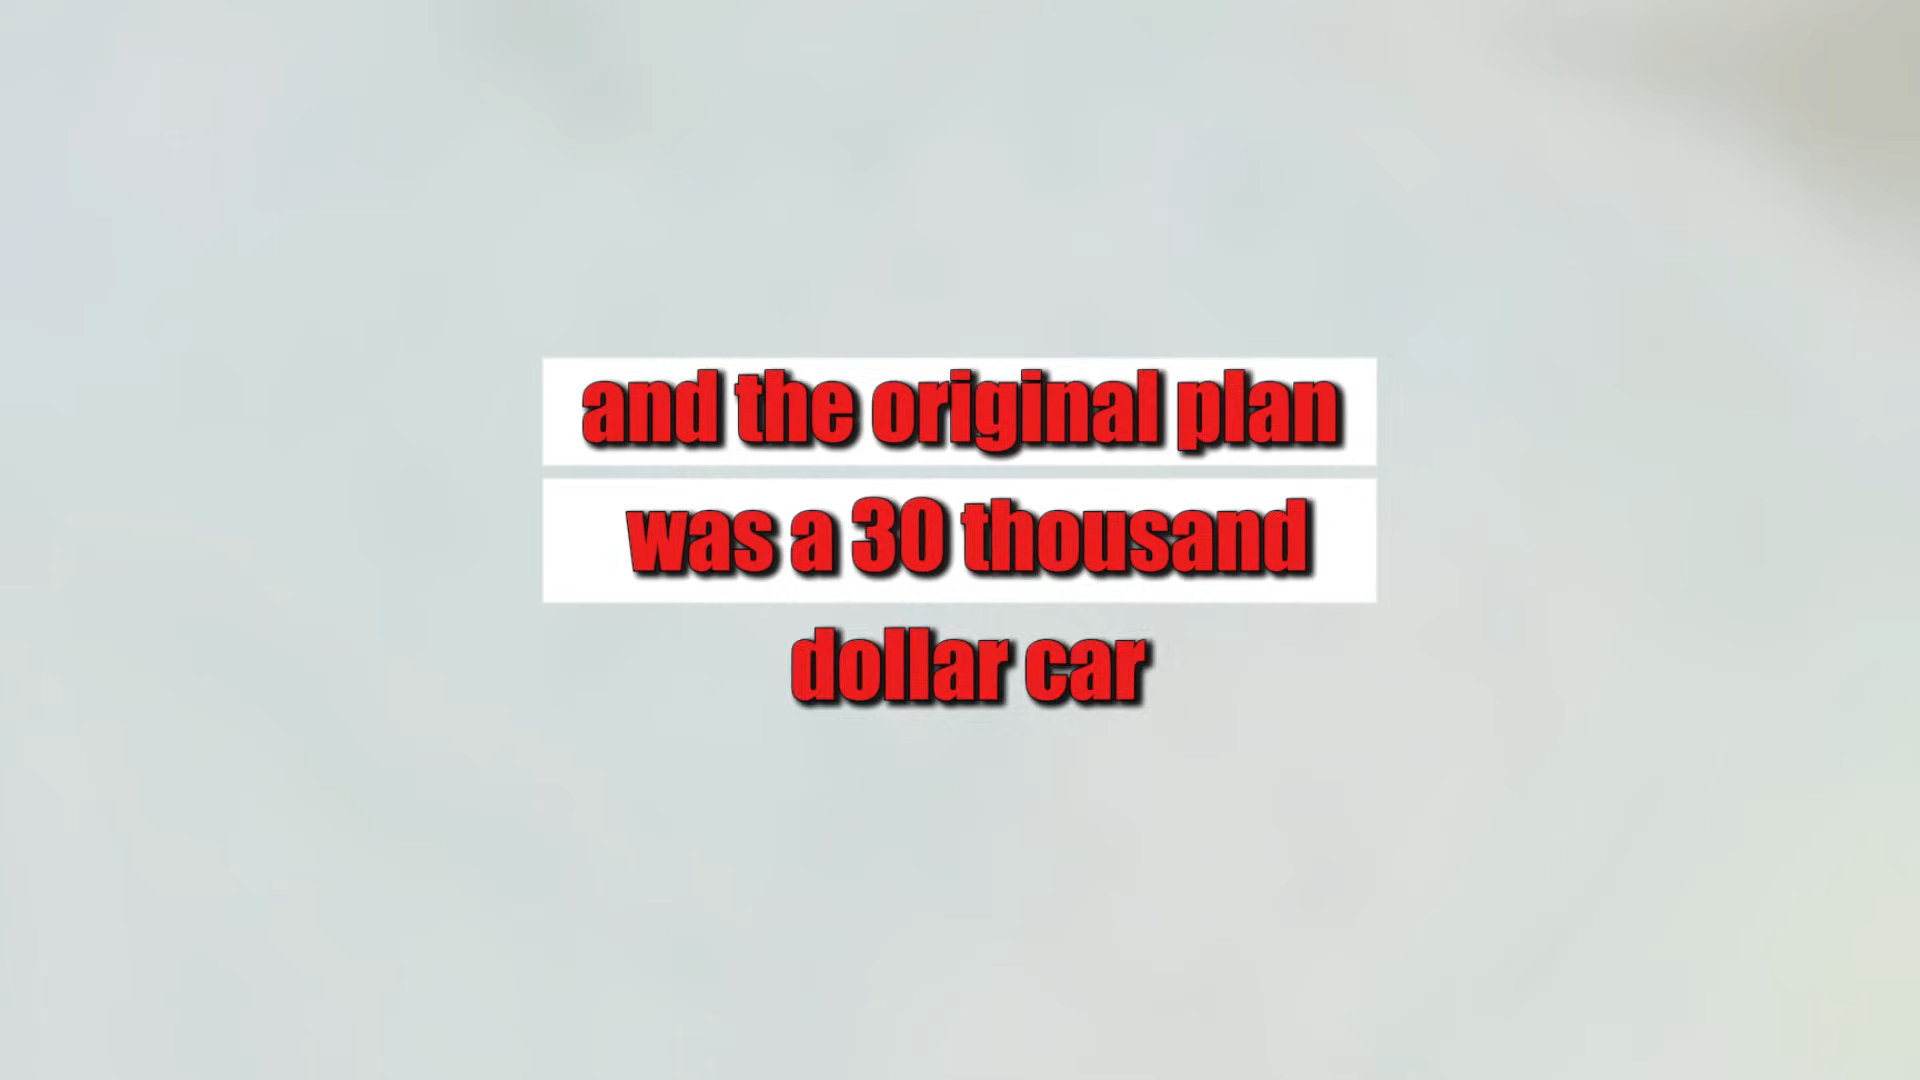 and the original plan
was a 30 thousand
dollar car